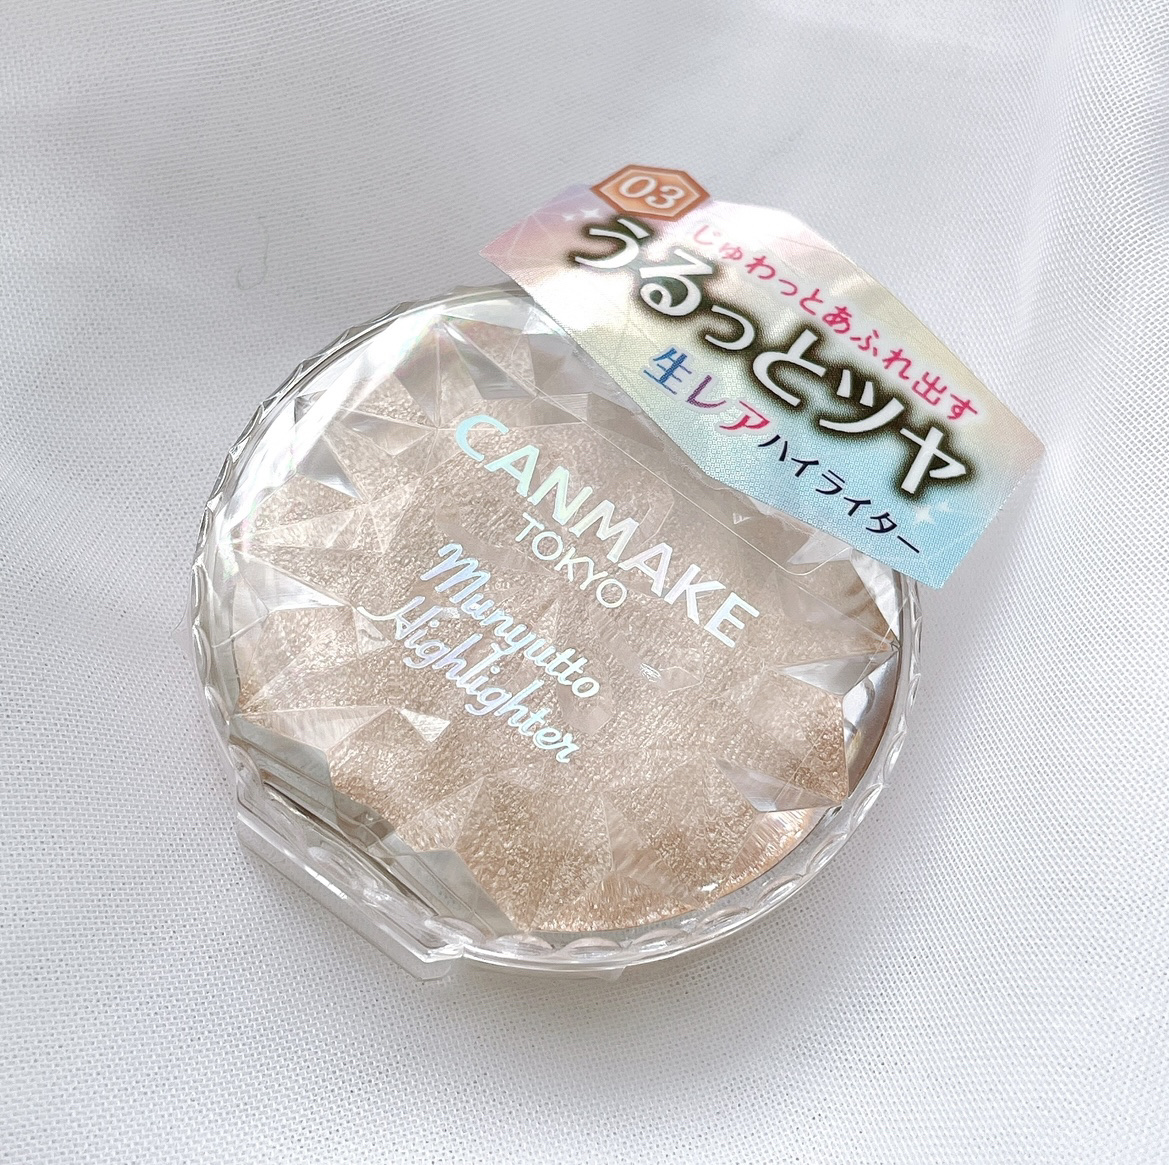 03
じゅわっとあふれ出す
うるっとツヤ
生レアハイライター
CANMAKE
TOKYO
Munyutto
Highlighter